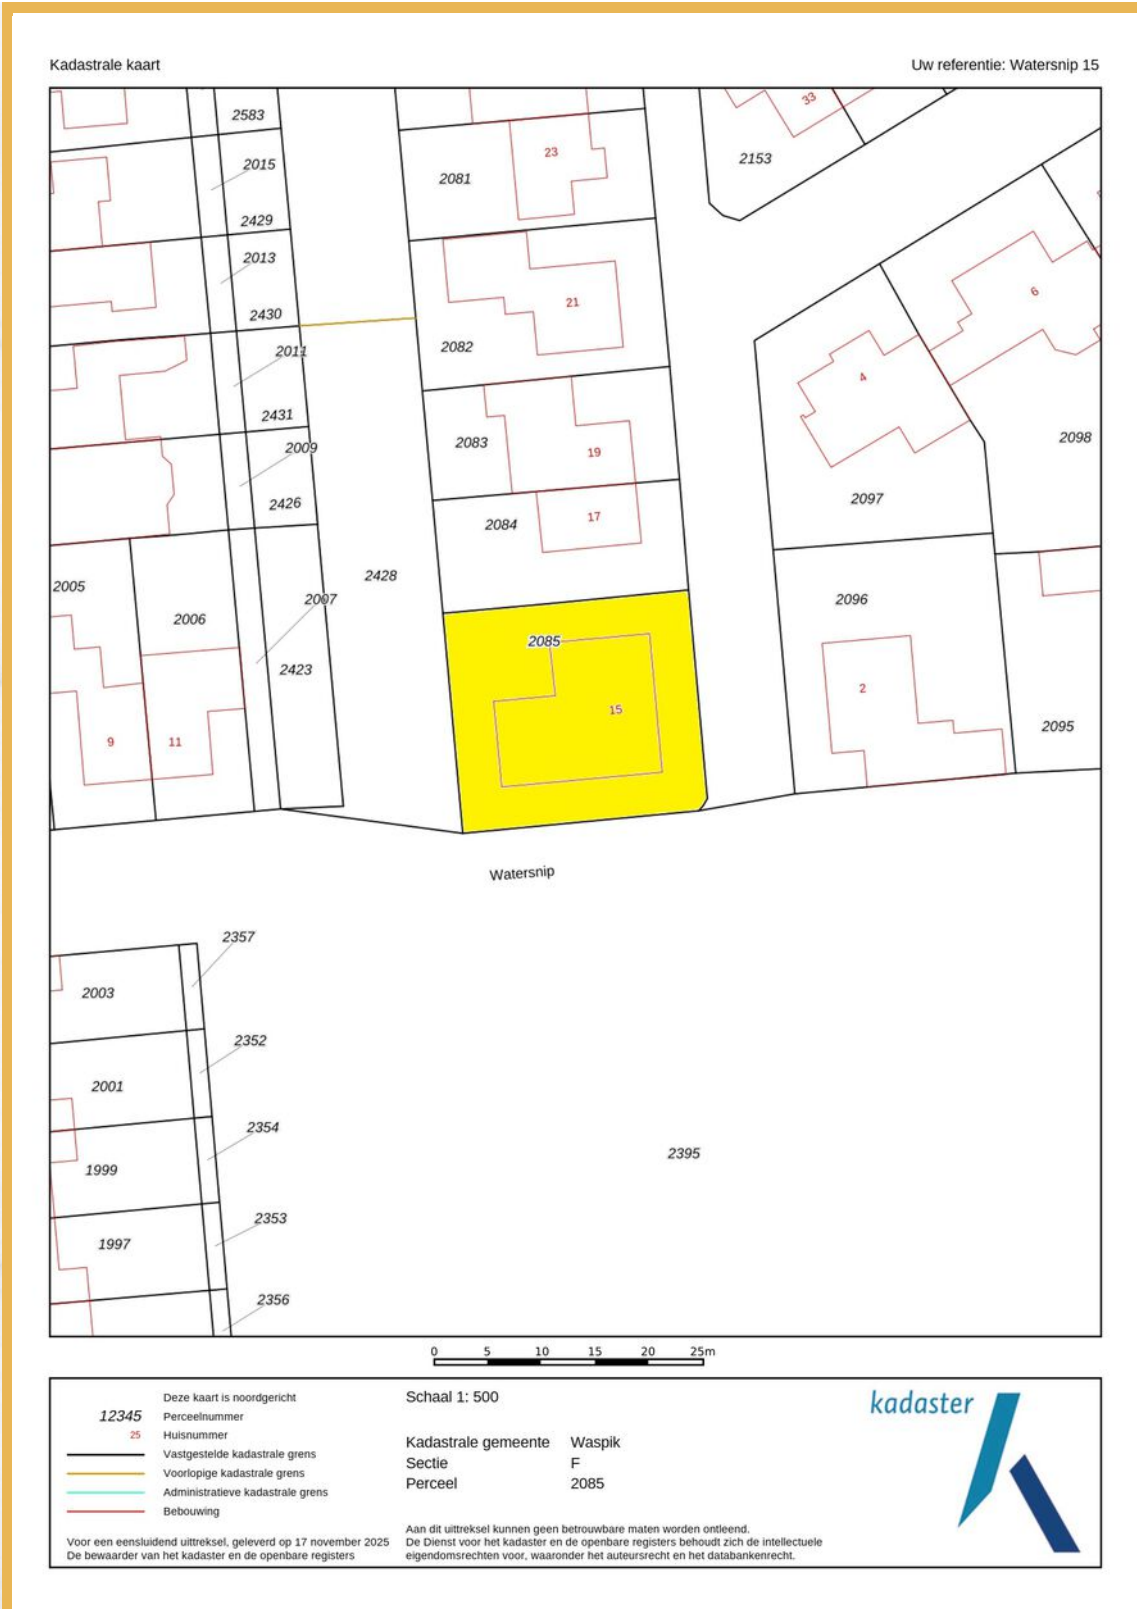 Kadastrale kaart
Uw referentie: Watersnip 15
33
2583
23
2153
2015
2081
2429
2013
6
21
2430
2082
2011
4
2431
2098
2083
2009
19
2097
2426
2084
17
2428
2005
2007
2096
2006
2085
2423
2
15
2095
9
11
Watersnip
2357
2003
2352
2001
2354
2395
1999
2353
1997
2356
0 5 10 15 20 25m
Deze kaart is noordgericht
12345 Perceelnummer
25 Huisnummer
Vastgestelde kadastrale grens
Voorlopige kadastrale grens
Administratieve kadastrale grens
Bebouwing
Voor een eensluidend uittreksel, geleverd op 17 november 2025
De bewaarder van het kadaster en de openbare registers
Schaal 1: 500
Kadastrale gemeente Waspik
Sectie F
Perceel 2085
Aan dit uittreksel kunnen geen betrouwbare maten worden ontleend.
De Dienst voor het kadaster en de openbare registers behoudt zich de intellectuele
eigendomsrechten voor, waaronder het auteursrecht en het databankenrecht.
kadaster